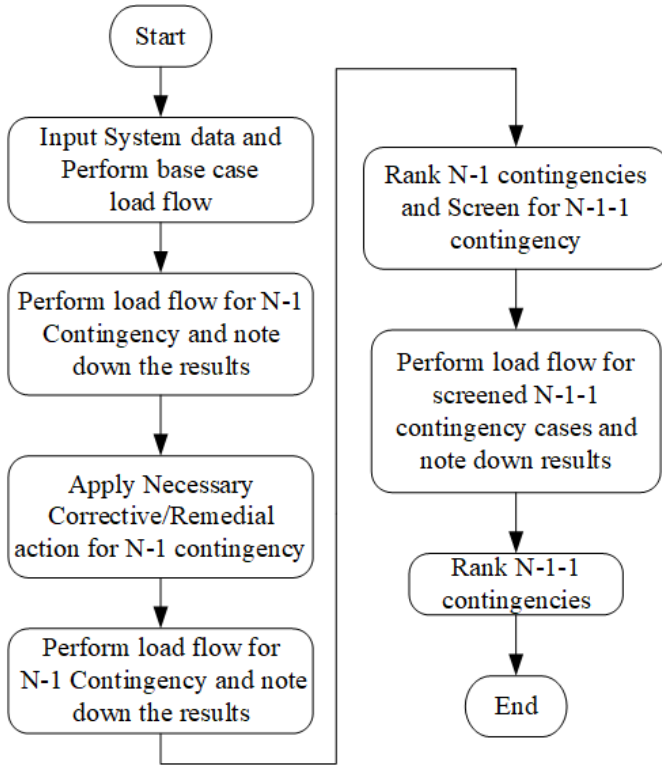 Start
Input System data and
Perform base case
load flow
Perform load flow for N-1
Contingency and note
down the results
Apply Necessary
Corrective/Remedial
action for N-1 contingency
Perform load flow for
N-1 Contingency and note
down the results
Rank N-1 contingencies
and Screen for N-1-1
contingency
Perform load flow for
screened N-1-1
contingency cases and
note down results
Rank N-1-1
contingencies
End